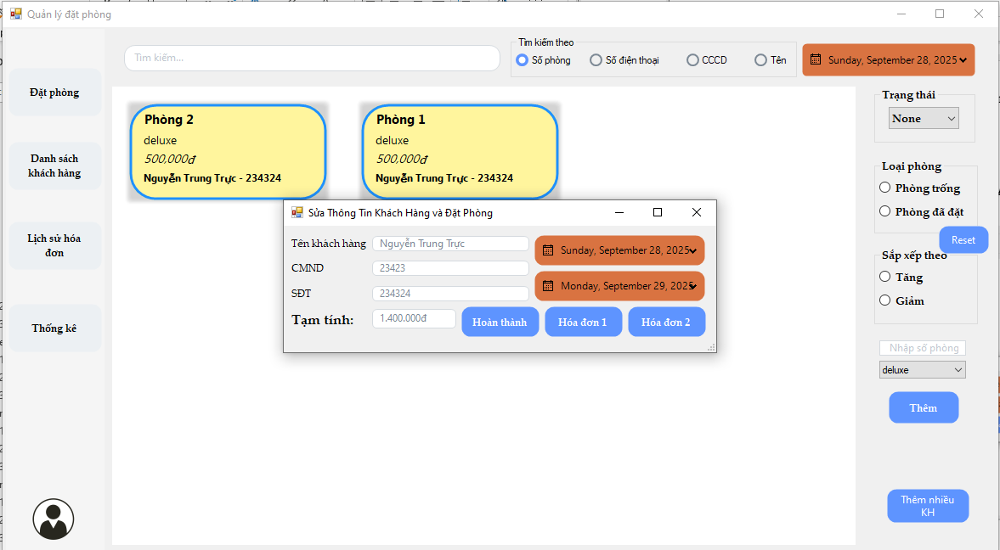 Quản lý đặt phòng
Tìm kiếm...
Tìm kiếm theo
Số phòng
Số điện thoại
CCCD
Tên
Sunday, September 28, 2025
Đặt phòng
Danh sách
khách hàng
Lịch sử hóa
đơn
Thống kê
Phòng 2
deluxe
500,000đ
Nguyễn Trung Trực - 234324
Phòng 1
deluxe
500,000đ
Nguyễn Trung Trực - 234324
Sửa Thông Tin Khách Hàng và Đặt Phòng
Tên khách hàng
Nguyễn Trung Trực
Sunday, September 28, 2025
CMND
23423
Monday, September 29, 2025
SĐT
234324
Tạm tính:
1.400.000đ
Hoàn thành
Hóa đơn 1
Hóa đơn 2
Trạng thái
None
Loại phòng
Phòng trống
Phòng đã đặt
Reset
Sắp xếp theo
Tăng
Giảm
Nhập số phòng
deluxe
Thêm
Thêm nhiều
KH